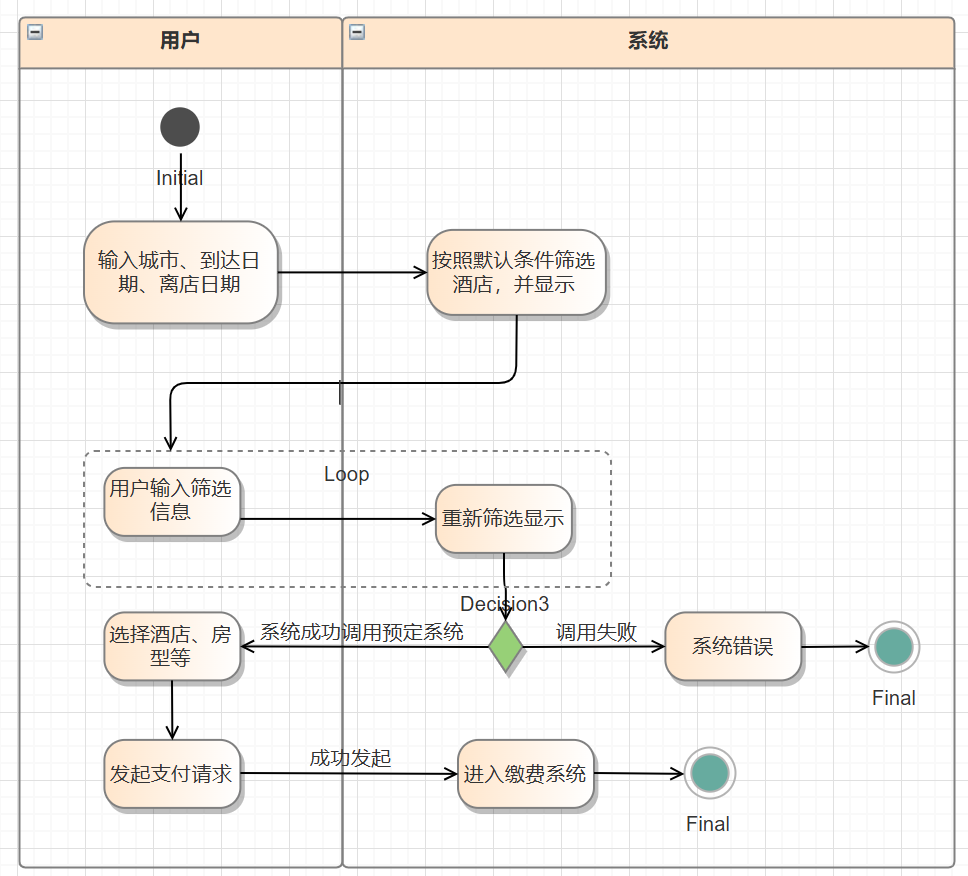 用户
系统
Initial
输入城市、到达日
期、离店日期
按照默认条件筛选
酒店，并显示
Loop
用户输入筛选
信息
重新筛选显示
Decision3
选择酒店、房
型等
系统成功调用预定系统
调用失败
系统错误
Final
发起支付请求
成功发起
进入缴费系统
Final